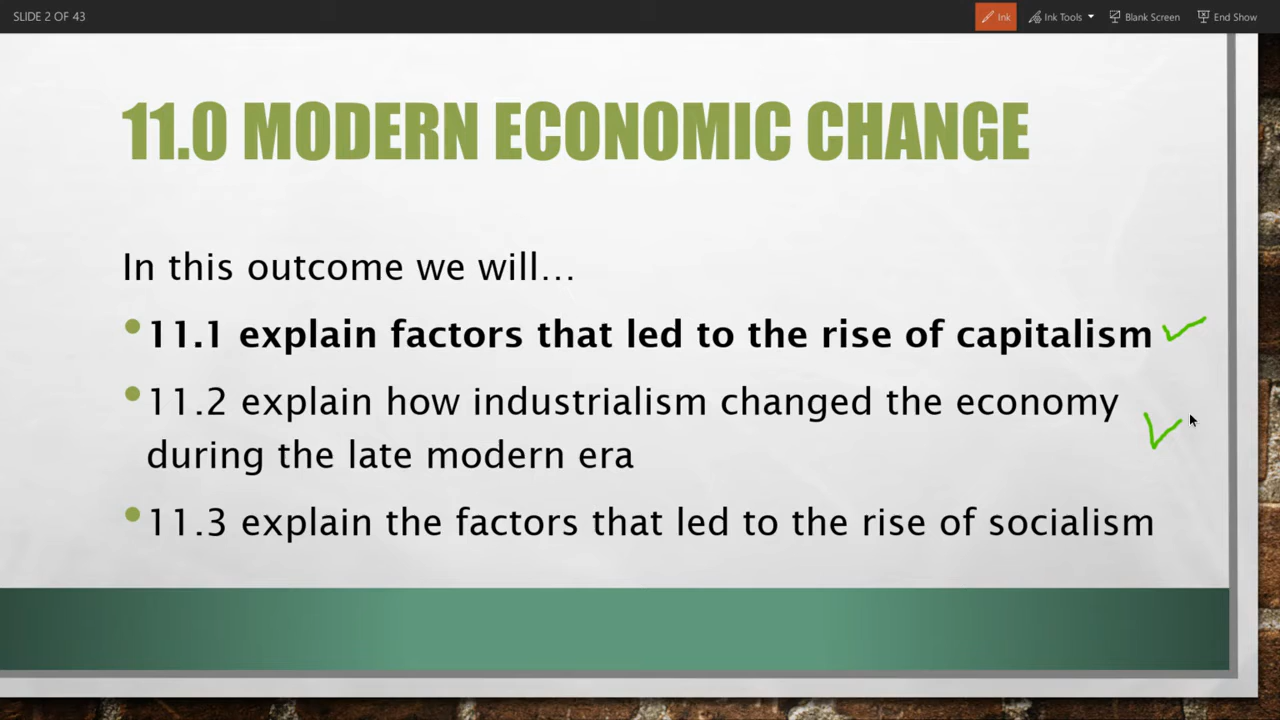 SLIDE 2 OF 43
Ink
Ink Tools
Blank Screen
End Show
11.0 MODERN ECONOMIC CHANGE
In this outcome we will…
•11.1 explain factors that led to the rise of capitalism
•11.2 explain how industrialism changed the economy
during the late modern era
•11.3 explain the factors that led to the rise of socialism